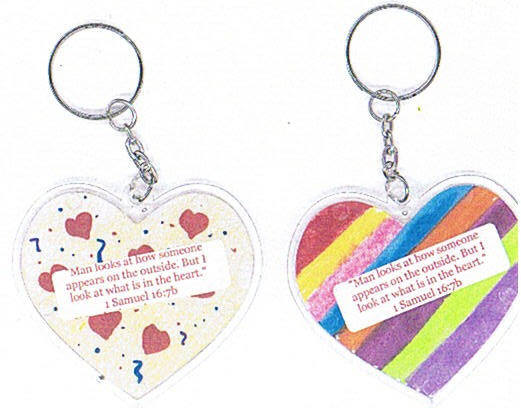 "Man looks at how someone
appears on the outside. But I
look at what is in the heart."
1 Samuel 16:7b
"Man looks at how someone
appears on the outside. But I
look at what is in the heart."
1 Samuel 16:7b